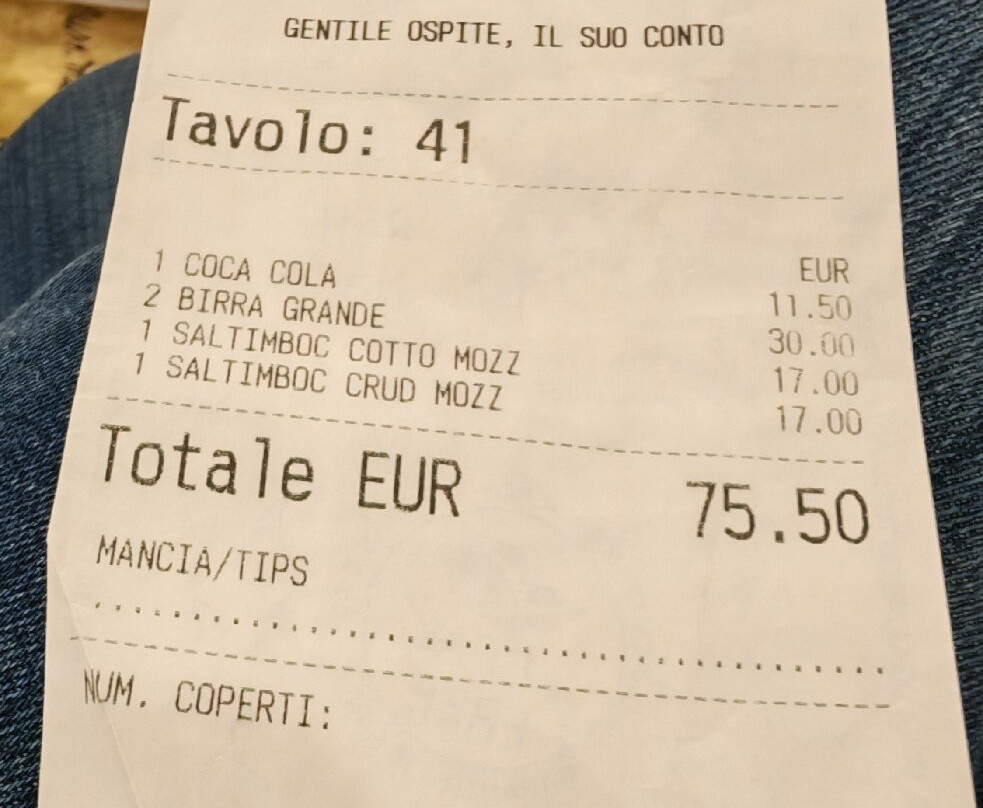 GENTILE OSPITE, IL SUO CONTO
Tavolo: 41
EUR
1 COCA COLA 11.50
2 BIRRA GRANDE 30.00
1 SALTIMBOC COTTO MOZZ 17.00
1 SALTIMBOC CRUD MOZZ 17.00
Totale EUR 75.50
MANCIA/TIPS
NUM. COPERTI: